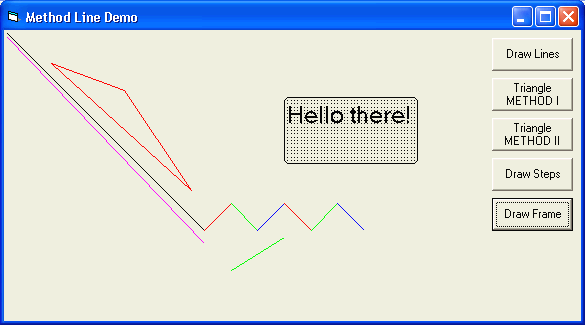 Method Line Demo
Draw Lines
Triangle
METHOD I
Hello there!
Triangle
METHOD II
Draw Steps
Draw Frame